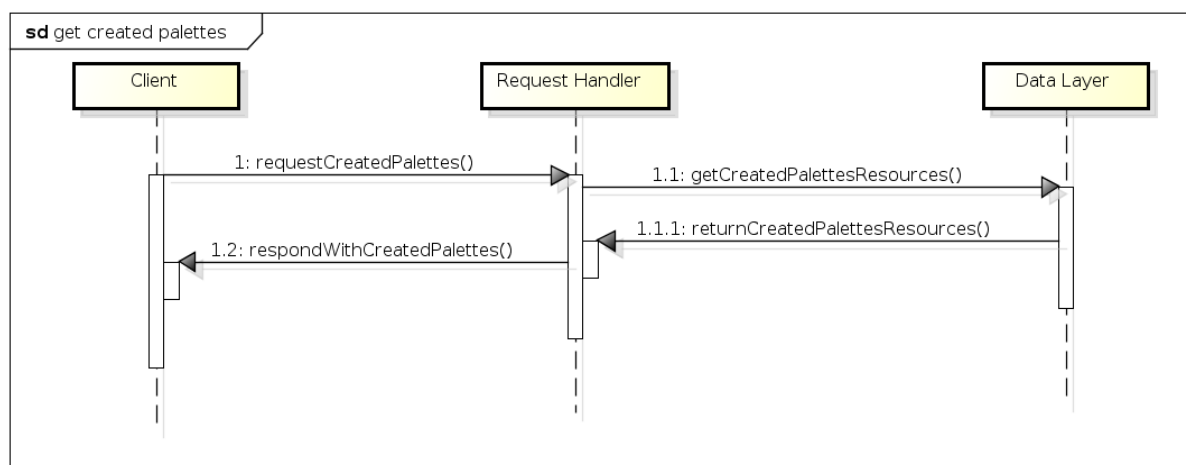 sd get created palettes
Client
Request Handler
Data Layer
1: requestCreatedPalettes()
1.1: getCreatedPalettesResources()
1.1.1: returnCreatedPalettesResources()
1.2: respondWithCreatedPalettes()